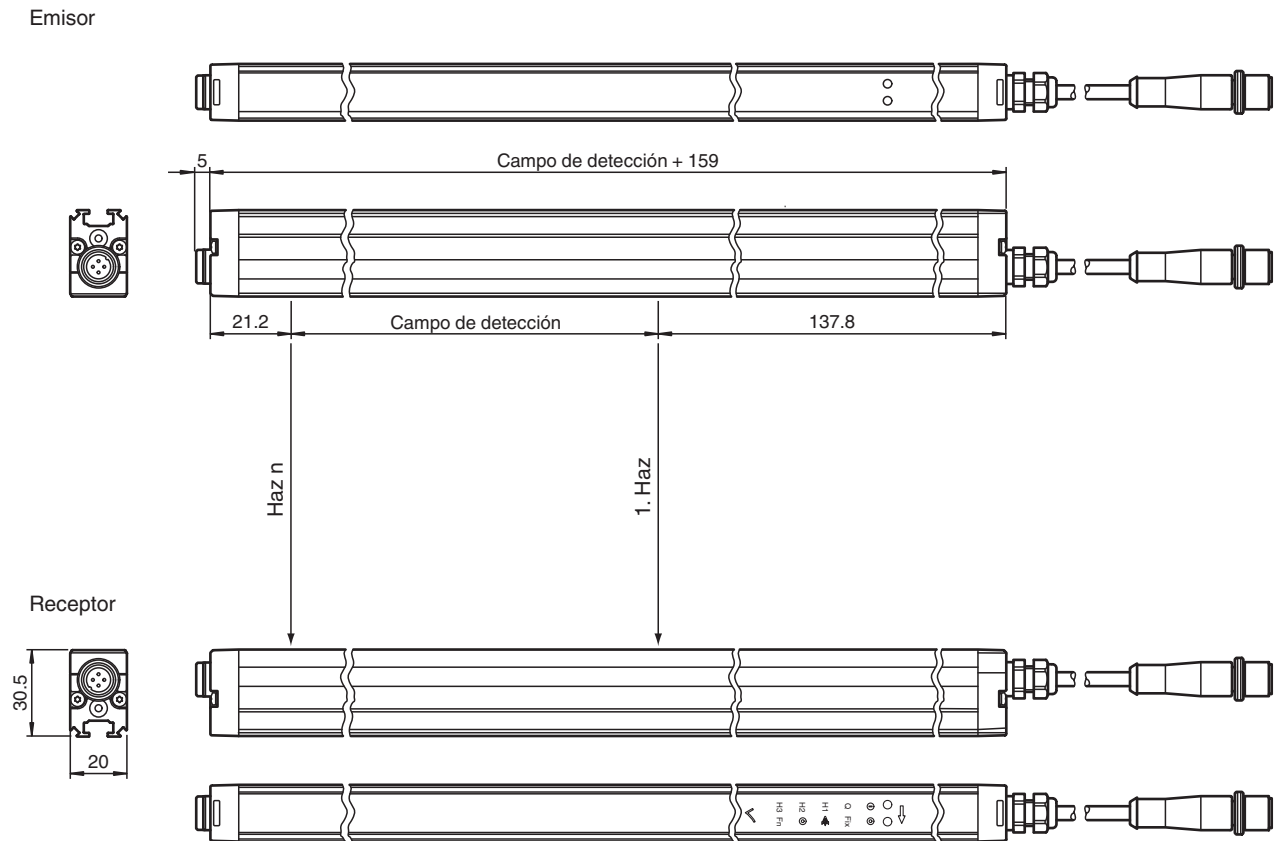 Emisor
5
Campo de detección + 159
21.2
Campo de detección
137.8
Haz n
1. Haz
Receptor
30.5
20
H3 Fn
H2
H1
Q Fix